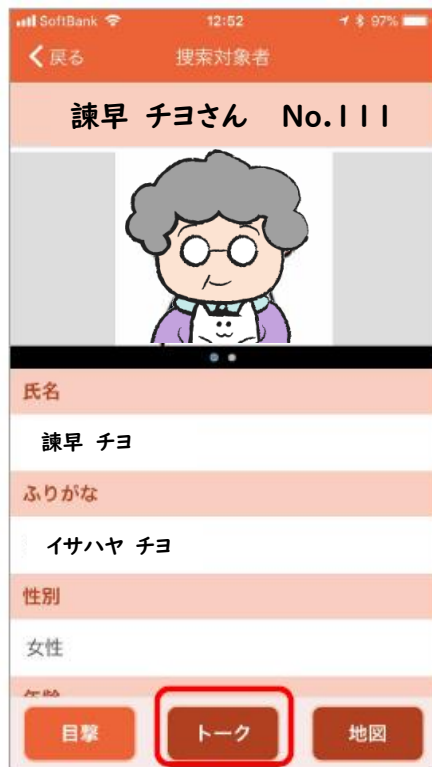 SoftBank 12:52 97%
戻る 捜索対象者
諫早 チヨさん No.111
氏名
諫早 チヨ
ふりがな
イサハヤ チヨ
性別
女性
年齢
目撃 トーク 地図